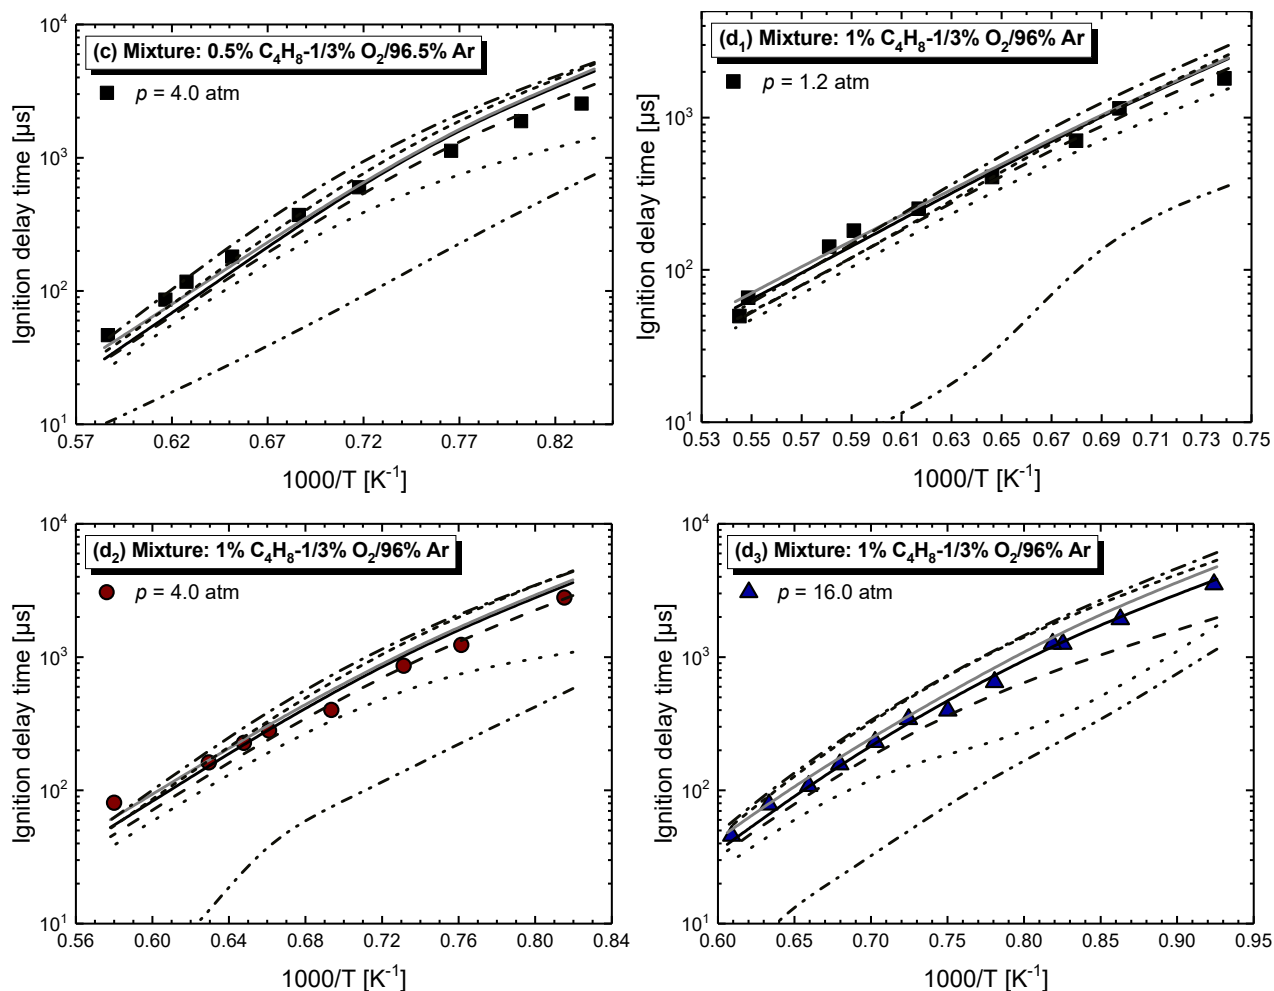 (c) Mixture: 0.5% C₄H₈-1/3% O₂/96.5% Ar
p = 4.0 atm
Ignition delay time [µs]
10⁴
10³
10²
10¹
0.57 0.62 0.67 0.72 0.77 0.82
1000/T [K⁻¹]
(d₁) Mixture: 1% C₄H₈-1/3% O₂/96% Ar
p = 1.2 atm
Ignition delay time [µs]
10³
10²
10¹
0.53 0.55 0.57 0.59 0.61 0.63 0.65 0.67 0.69 0.71 0.73 0.75
1000/T [K⁻¹]
(d₂) Mixture: 1% C₄H₈-1/3% O₂/96% Ar
p = 4.0 atm
Ignition delay time [µs]
10⁴
10³
10²
10¹
0.56 0.60 0.64 0.68 0.72 0.76 0.80 0.84
1000/T [K⁻¹]
(d₃) Mixture: 1% C₄H₈-1/3% O₂/96% Ar
p = 16.0 atm
Ignition delay time [µs]
10⁴
10³
10²
10¹
0.60 0.65 0.70 0.75 0.80 0.85 0.90 0.95
1000/T [K⁻¹]